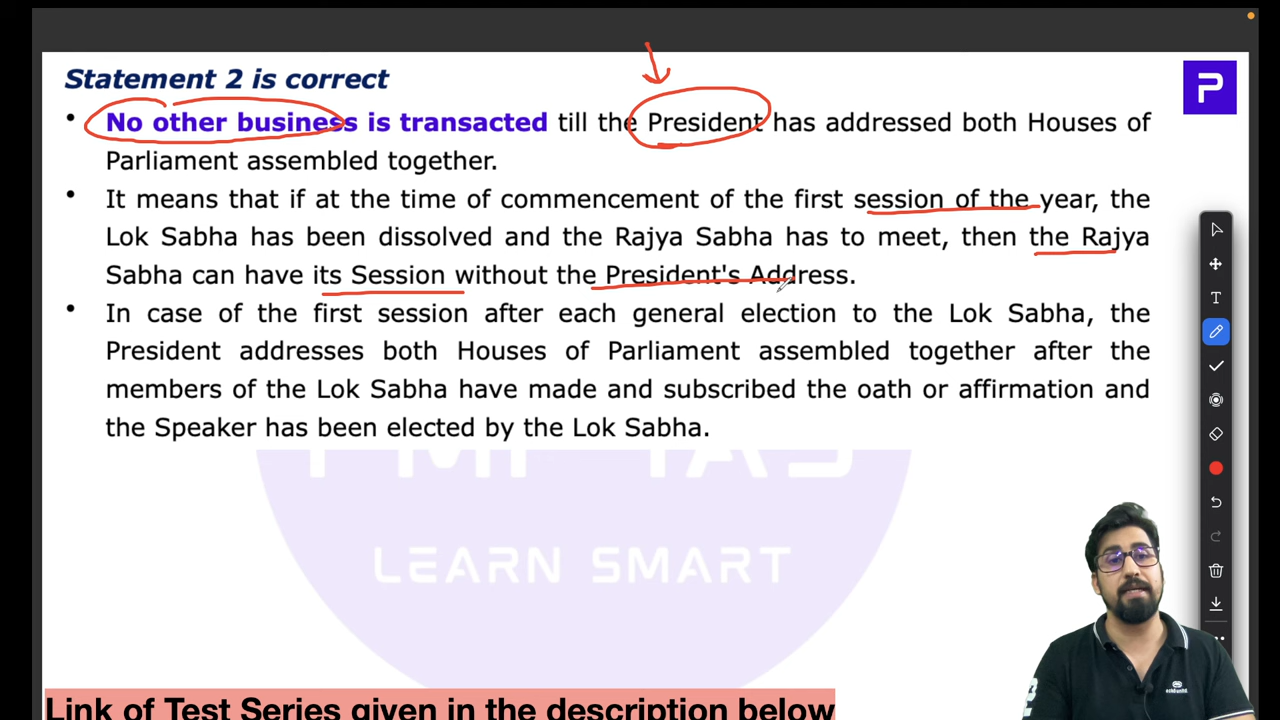 Statement 2 is correct
• No other business is transacted till the President has addressed both Houses of
Parliament assembled together.
• It means that if at the time of commencement of the first session of the year, the
Lok Sabha has been dissolved and the Rajya Sabha has to meet, then the Rajya
Sabha can have its Session without the President's Address.
• In case of the first session after each general election to the Lok Sabha, the
President addresses both Houses of Parliament assembled together after the
members of the Lok Sabha have made and subscribed the oath or affirmation and
the Speaker has been elected by the Lok Sabha.
LEARN SMART
Link of Test Series given in the description below
P
T